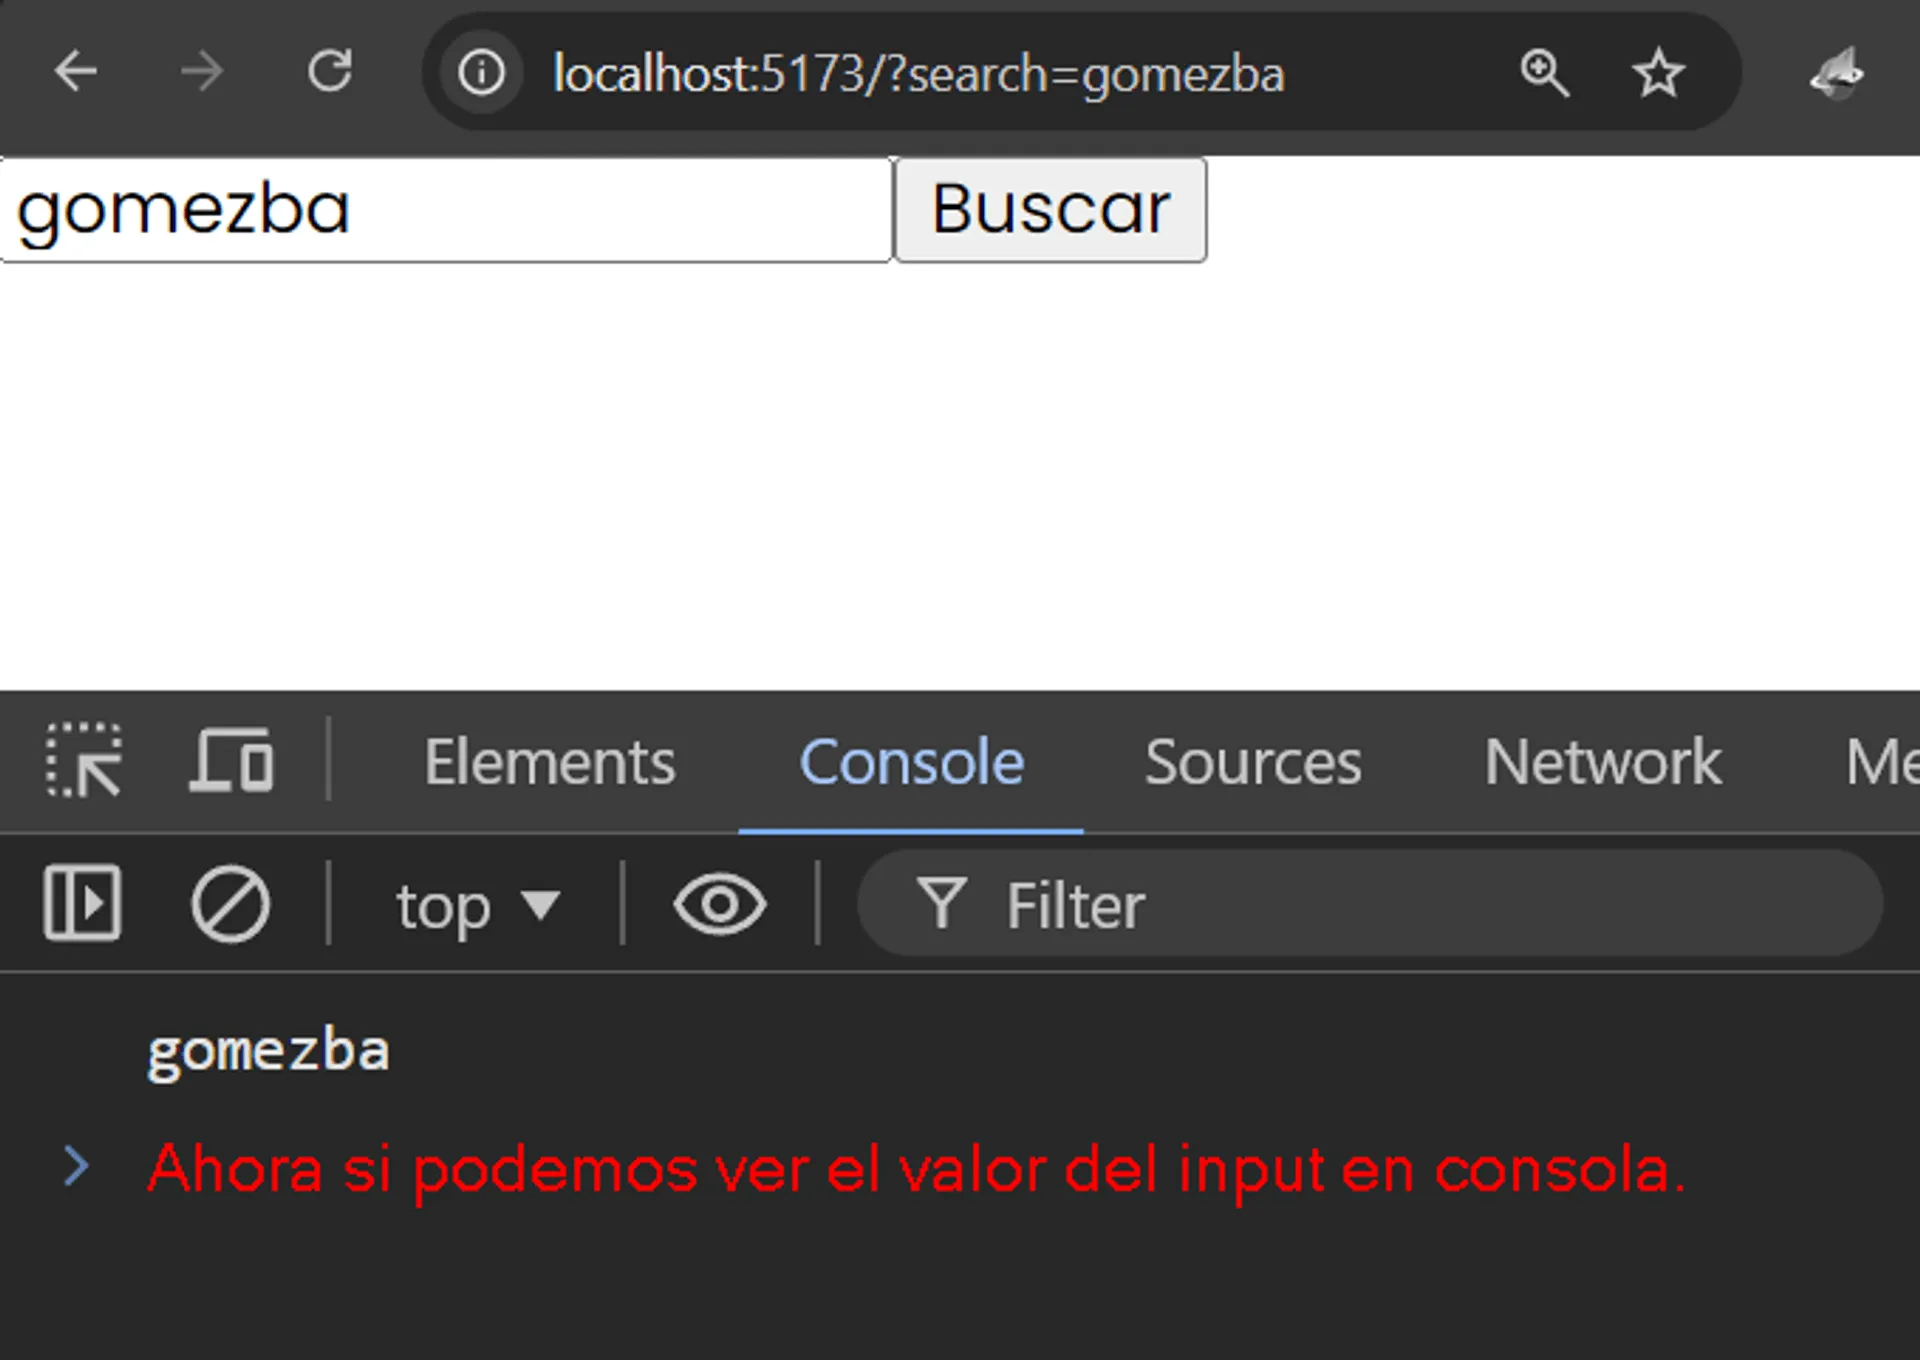 localhost:5173/?search=gomezba
gomezba Buscar
Elements Console Sources Network Me
top Filter
gomezba
Ahora si podemos ver el valor del input en consola.